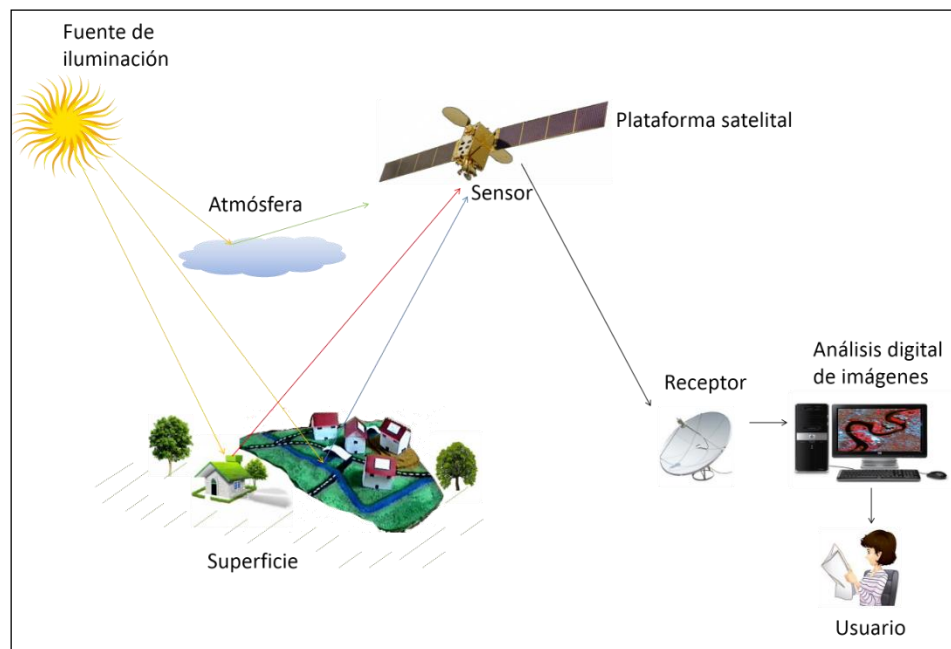 Fuente de
iluminación
Plataforma satelital
Sensor
Atmósfera
Análisis digital
de imágenes
Receptor
Superficie
Usuario